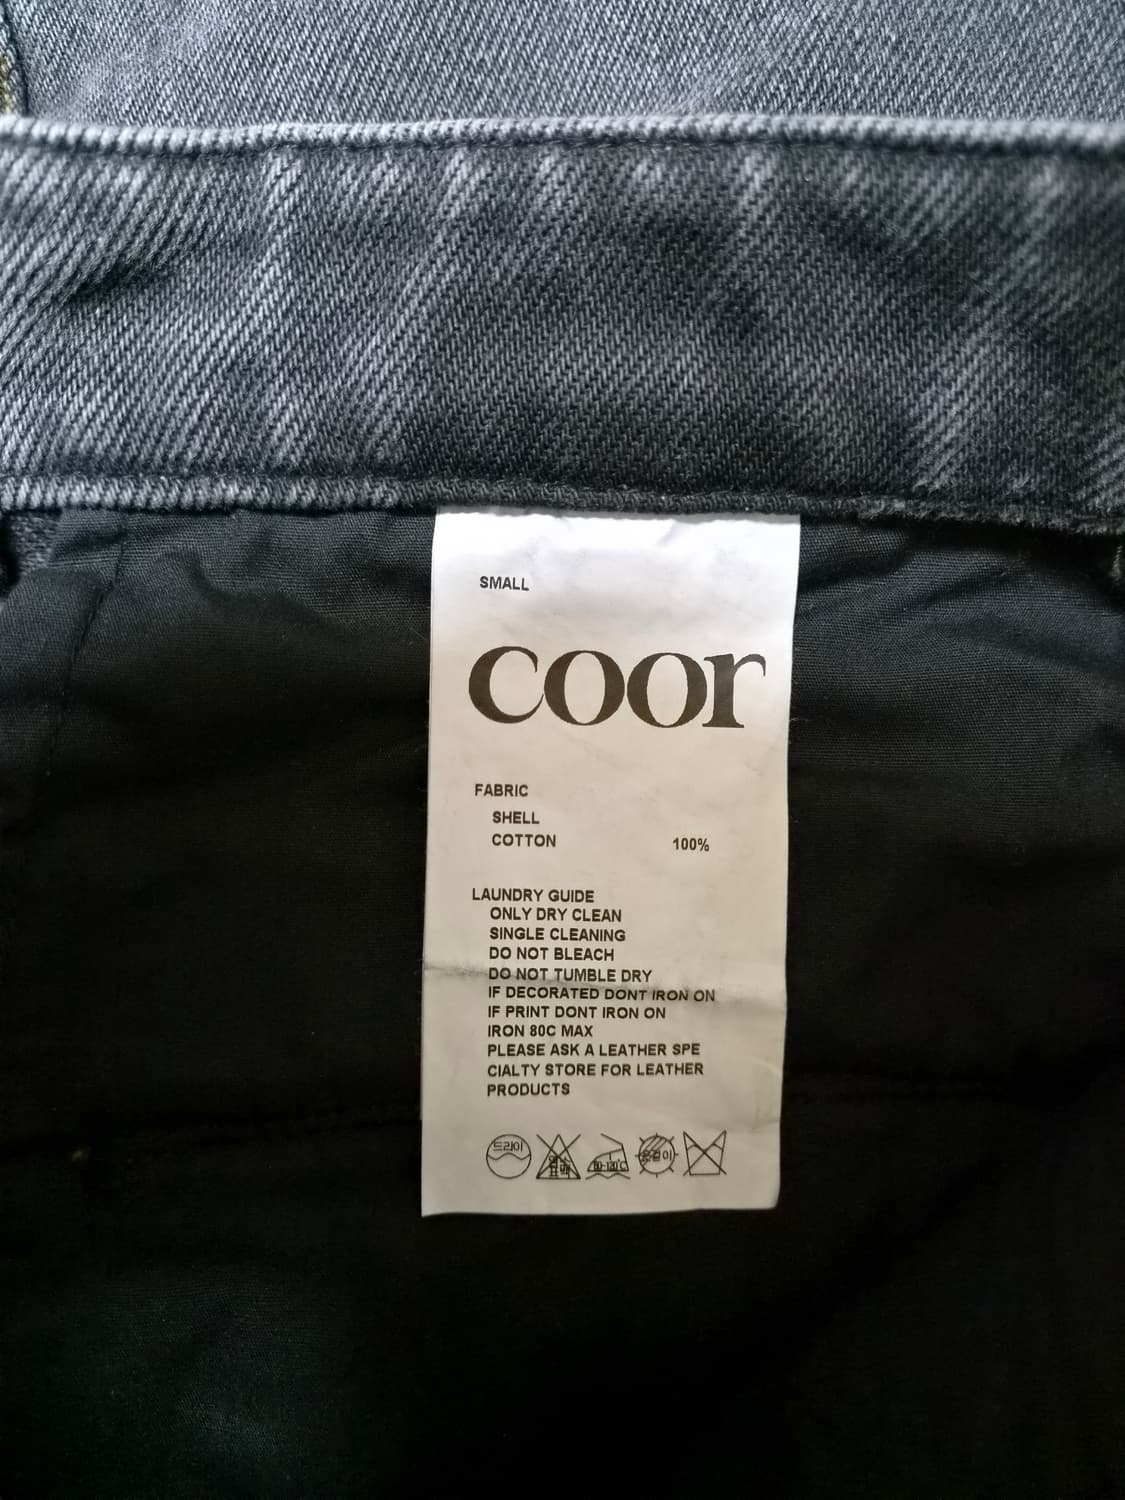 SMALL
coor
FABRIC
SHELL
COTTON 100%
LAUNDRY GUIDE
ONLY DRY CLEAN
SINGLE CLEANING
DO NOT BLEACH
DO NOT TUMBLE DRY
IF DECORATED DONT IRON ON
IF PRINT DONT IRON ON
IRON 80C MAX
PLEASE ASK A LEATHER SPE
CIALTY STORE FOR LEATHER
PRODUCTS
드라이 80-120℃